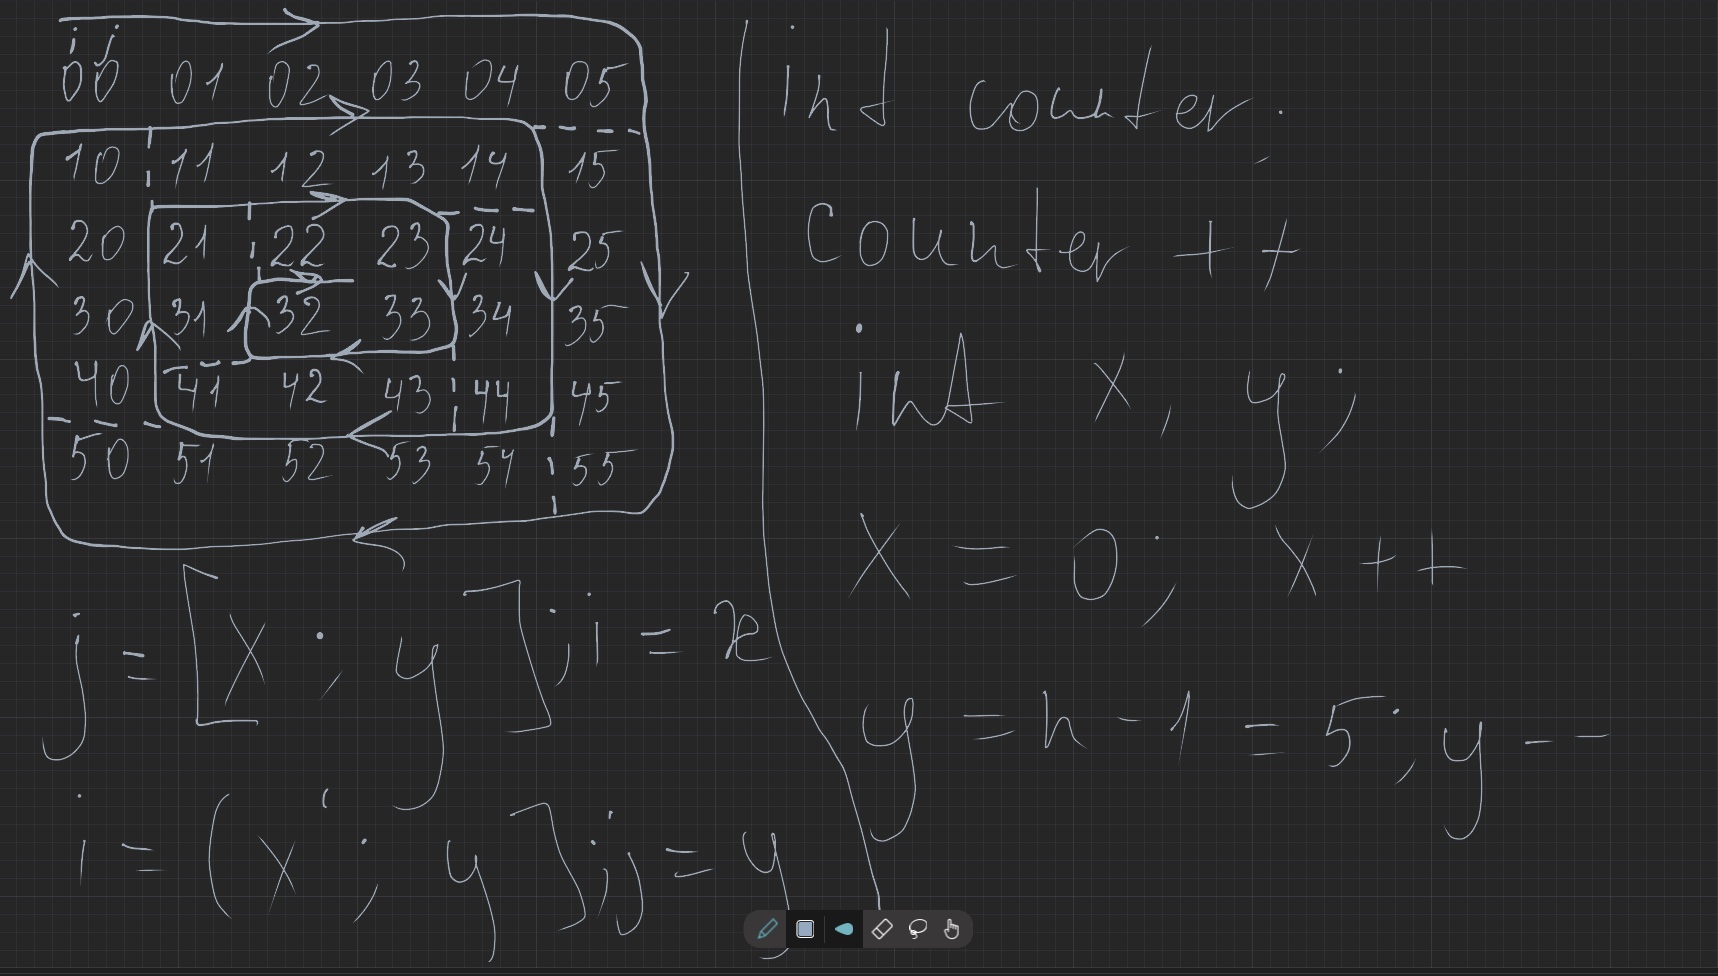 i j
00 01 02 03 04 05
10 11 12 13 14 15
20 21 22 23 24 25
30 31 32 33 34 35
40 41 42 43 44 45
50 51 52 53 54 55
j = [x ; y], i = x
i = (x ; y], j = y
int counter;
counter ++
int x, y;
x = 0; x ++
y = n - 1 = 5; y --